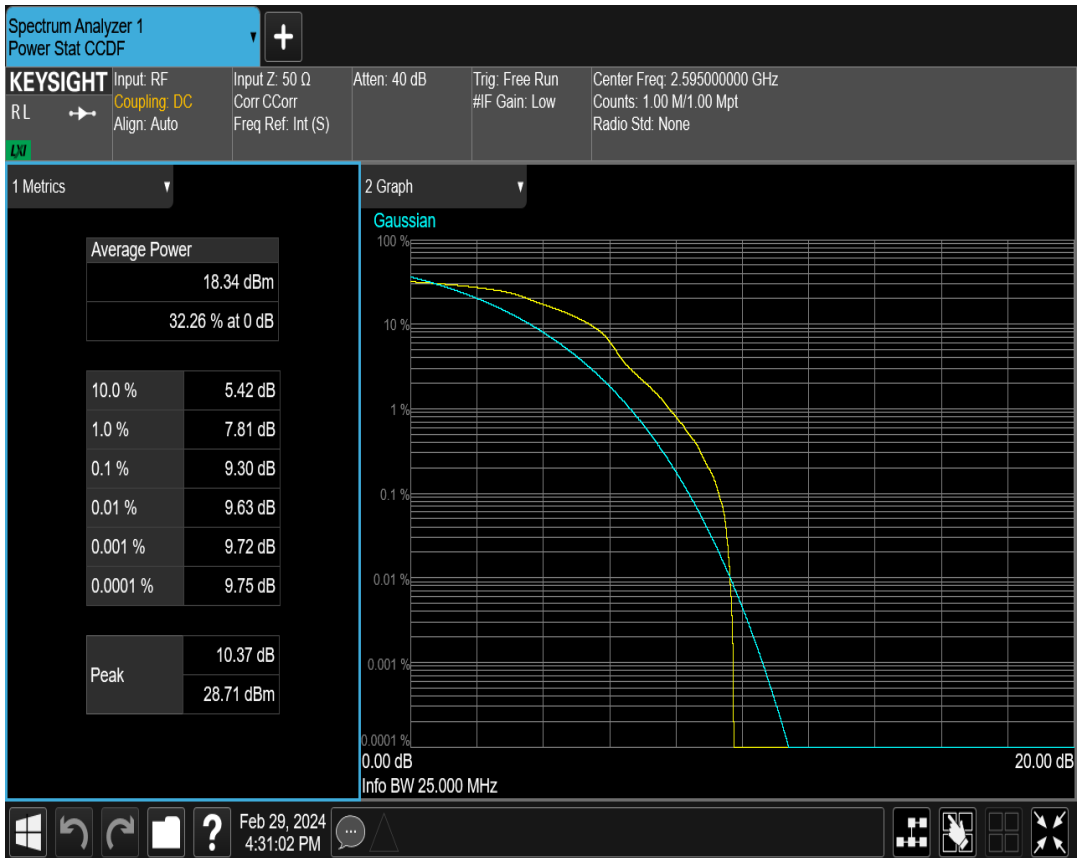 Spectrum Analyzer 1
Power Stat CCDF
+
KEYSIGHT
RL
LXI
Input: RF
Coupling: DC
Align: Auto
Input Z: 50 Ω
Corr CCorr
Freq Ref: Int (S)
Atten: 40 dB
Trig: Free Run
#IF Gain: Low
Center Freq: 2.595000000 GHz
Counts: 1.00 M/1.00 Mpt
Radio Std: None
1 Metrics
Average Power
18.34 dBm
32.26 % at 0 dB
10.0 % 5.42 dB
1.0 % 7.81 dB
0.1 % 9.30 dB
0.01 % 9.63 dB
0.001 % 9.72 dB
0.0001 % 9.75 dB
Peak 10.37 dB
28.71 dBm
2 Graph
Gaussian
100 %
10 %
1 %
0.1 %
0.01 %
0.001 %
0.0001 %
0.00 dB 20.00 dB
Info BW 25.000 MHz
?
Feb 29, 2024
4:31:02 PM